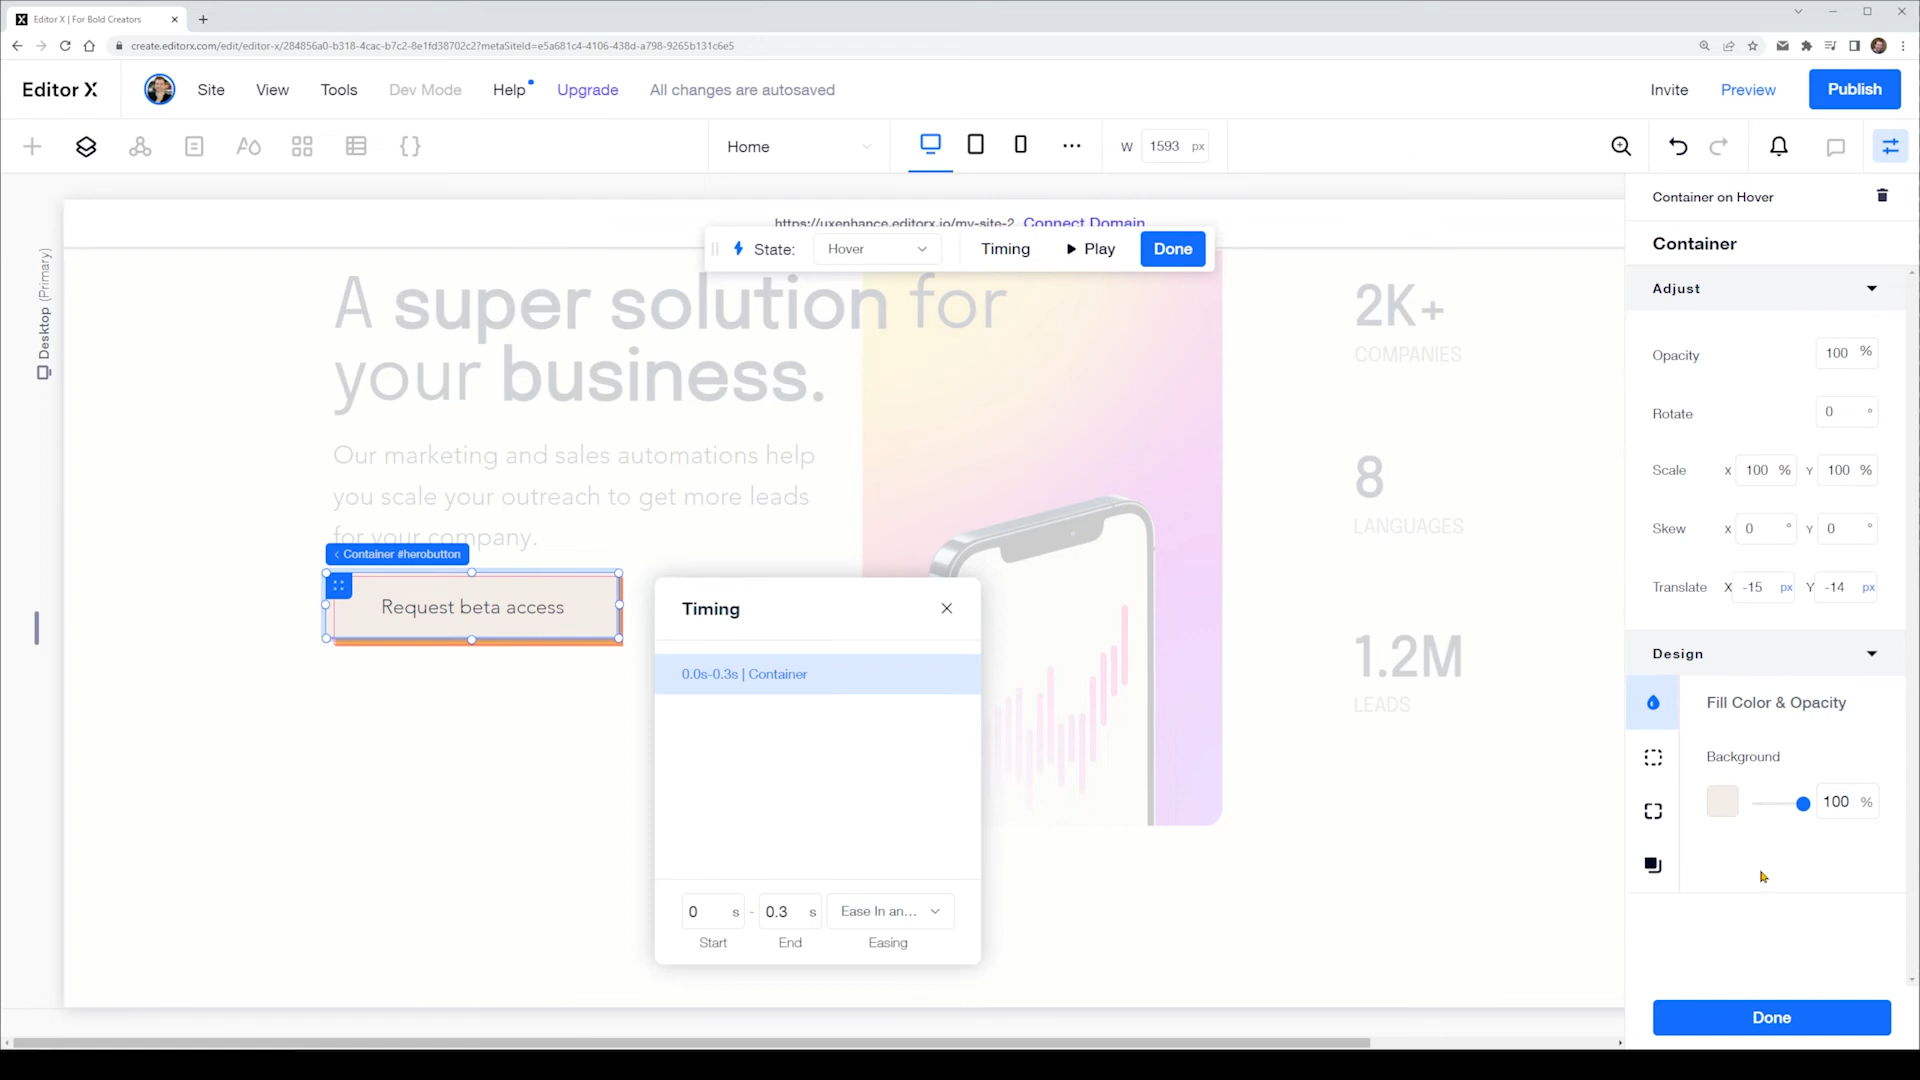 Editor X | For Bold Creators
create.editorx.com/edit/editor-x/284856a0-b318-4cac-b7c2-8e1fd38702c2?metaSiteId=e5a681c4-4106-438d-a798-9265b131c6e5
Editor X
Site
View
Tools
Dev Mode
Help
Upgrade
All changes are autosaved
Invite
Preview
Publish
Home
W 1593 px
Desktop (Primary)
https://uxenhance.editorx.io/my-site-2 Connect Domain
State: Hover
Timing
Play
Done
A super solution for
your business.
Our marketing and sales automations help
you scale your outreach to get more leads
for your company.
Container #herobutton
Request beta access
2K+
COMPANIES
8
LANGUAGES
1.2M
LEADS
Timing
0.0s-0.3s | Container
0 s - 0.3 s Ease In an...
Start End Easing
Container on Hover
Container
Adjust
Opacity 100 %
Rotate 0 °
Scale X 100 % Y 100 %
Skew X 0 ° Y 0 °
Translate X -15 px Y -14 px
Design
Fill Color & Opacity
Background
100 %
Done